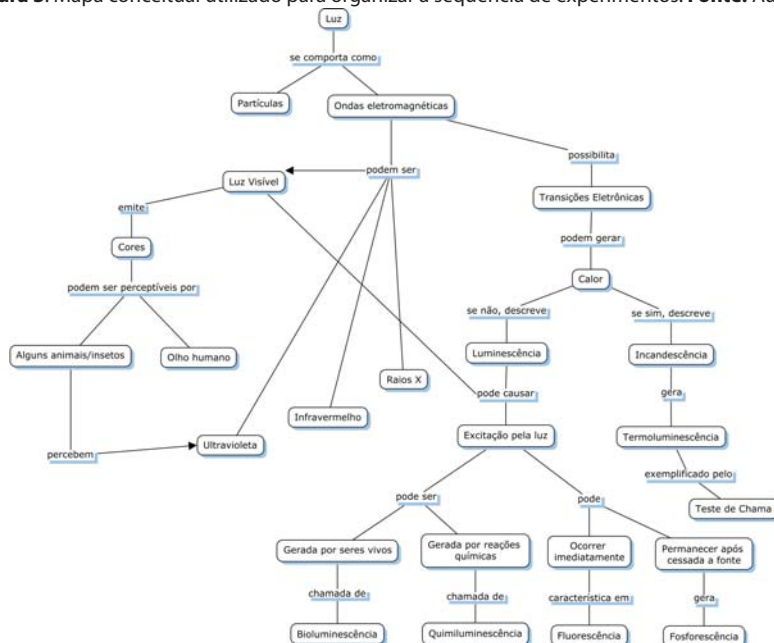 Mapa conceitual utilizado para organizar a sequência de experimentos. Fonte:
Luz
se comporta como
Partículas
Ondas eletromagnéticas
podem ser
possibilita
Luz Visível
Transições Eletrônicas
emite
podem gerar
Cores
Calor
podem ser perceptíveis por
se não, descreve
se sim, descreve
Alguns animais/insetos
Olho humano
Luminescência
Incandescência
Raios X
pode causar
gera
Infravermelho
Excitação pela luz
Termoluminescência
percebem
Ultravioleta
exemplificado pelo
pode ser
pode
Teste de Chama
Gerada por seres vivos
Gerada por reações
químicas
Ocorrer
imediatamente
Permanecer após
cessada a fonte
chamada de
chamada de
característica em
gera
Bioluminescência
Quimiluminescência
Fluorescência
Fosforescência